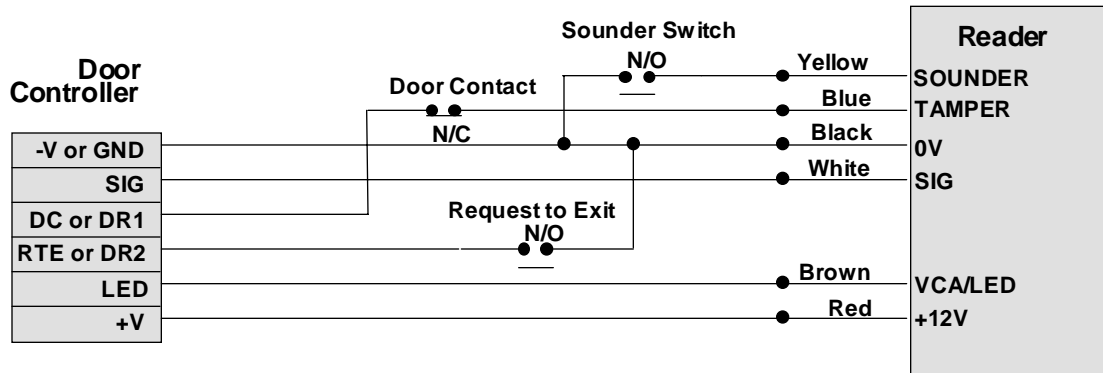 Sounder Switch
N/O
Reader
Door
Controller
Door Contact
N/C
Yellow
SOUNDER
Blue
TAMPER
Black
0V
White
SIG
-V or GND
SIG
DC or DR1
RTE or DR2
LED
+V
Request to Exit
N/O
Brown
VCA/LED
Red
+12V